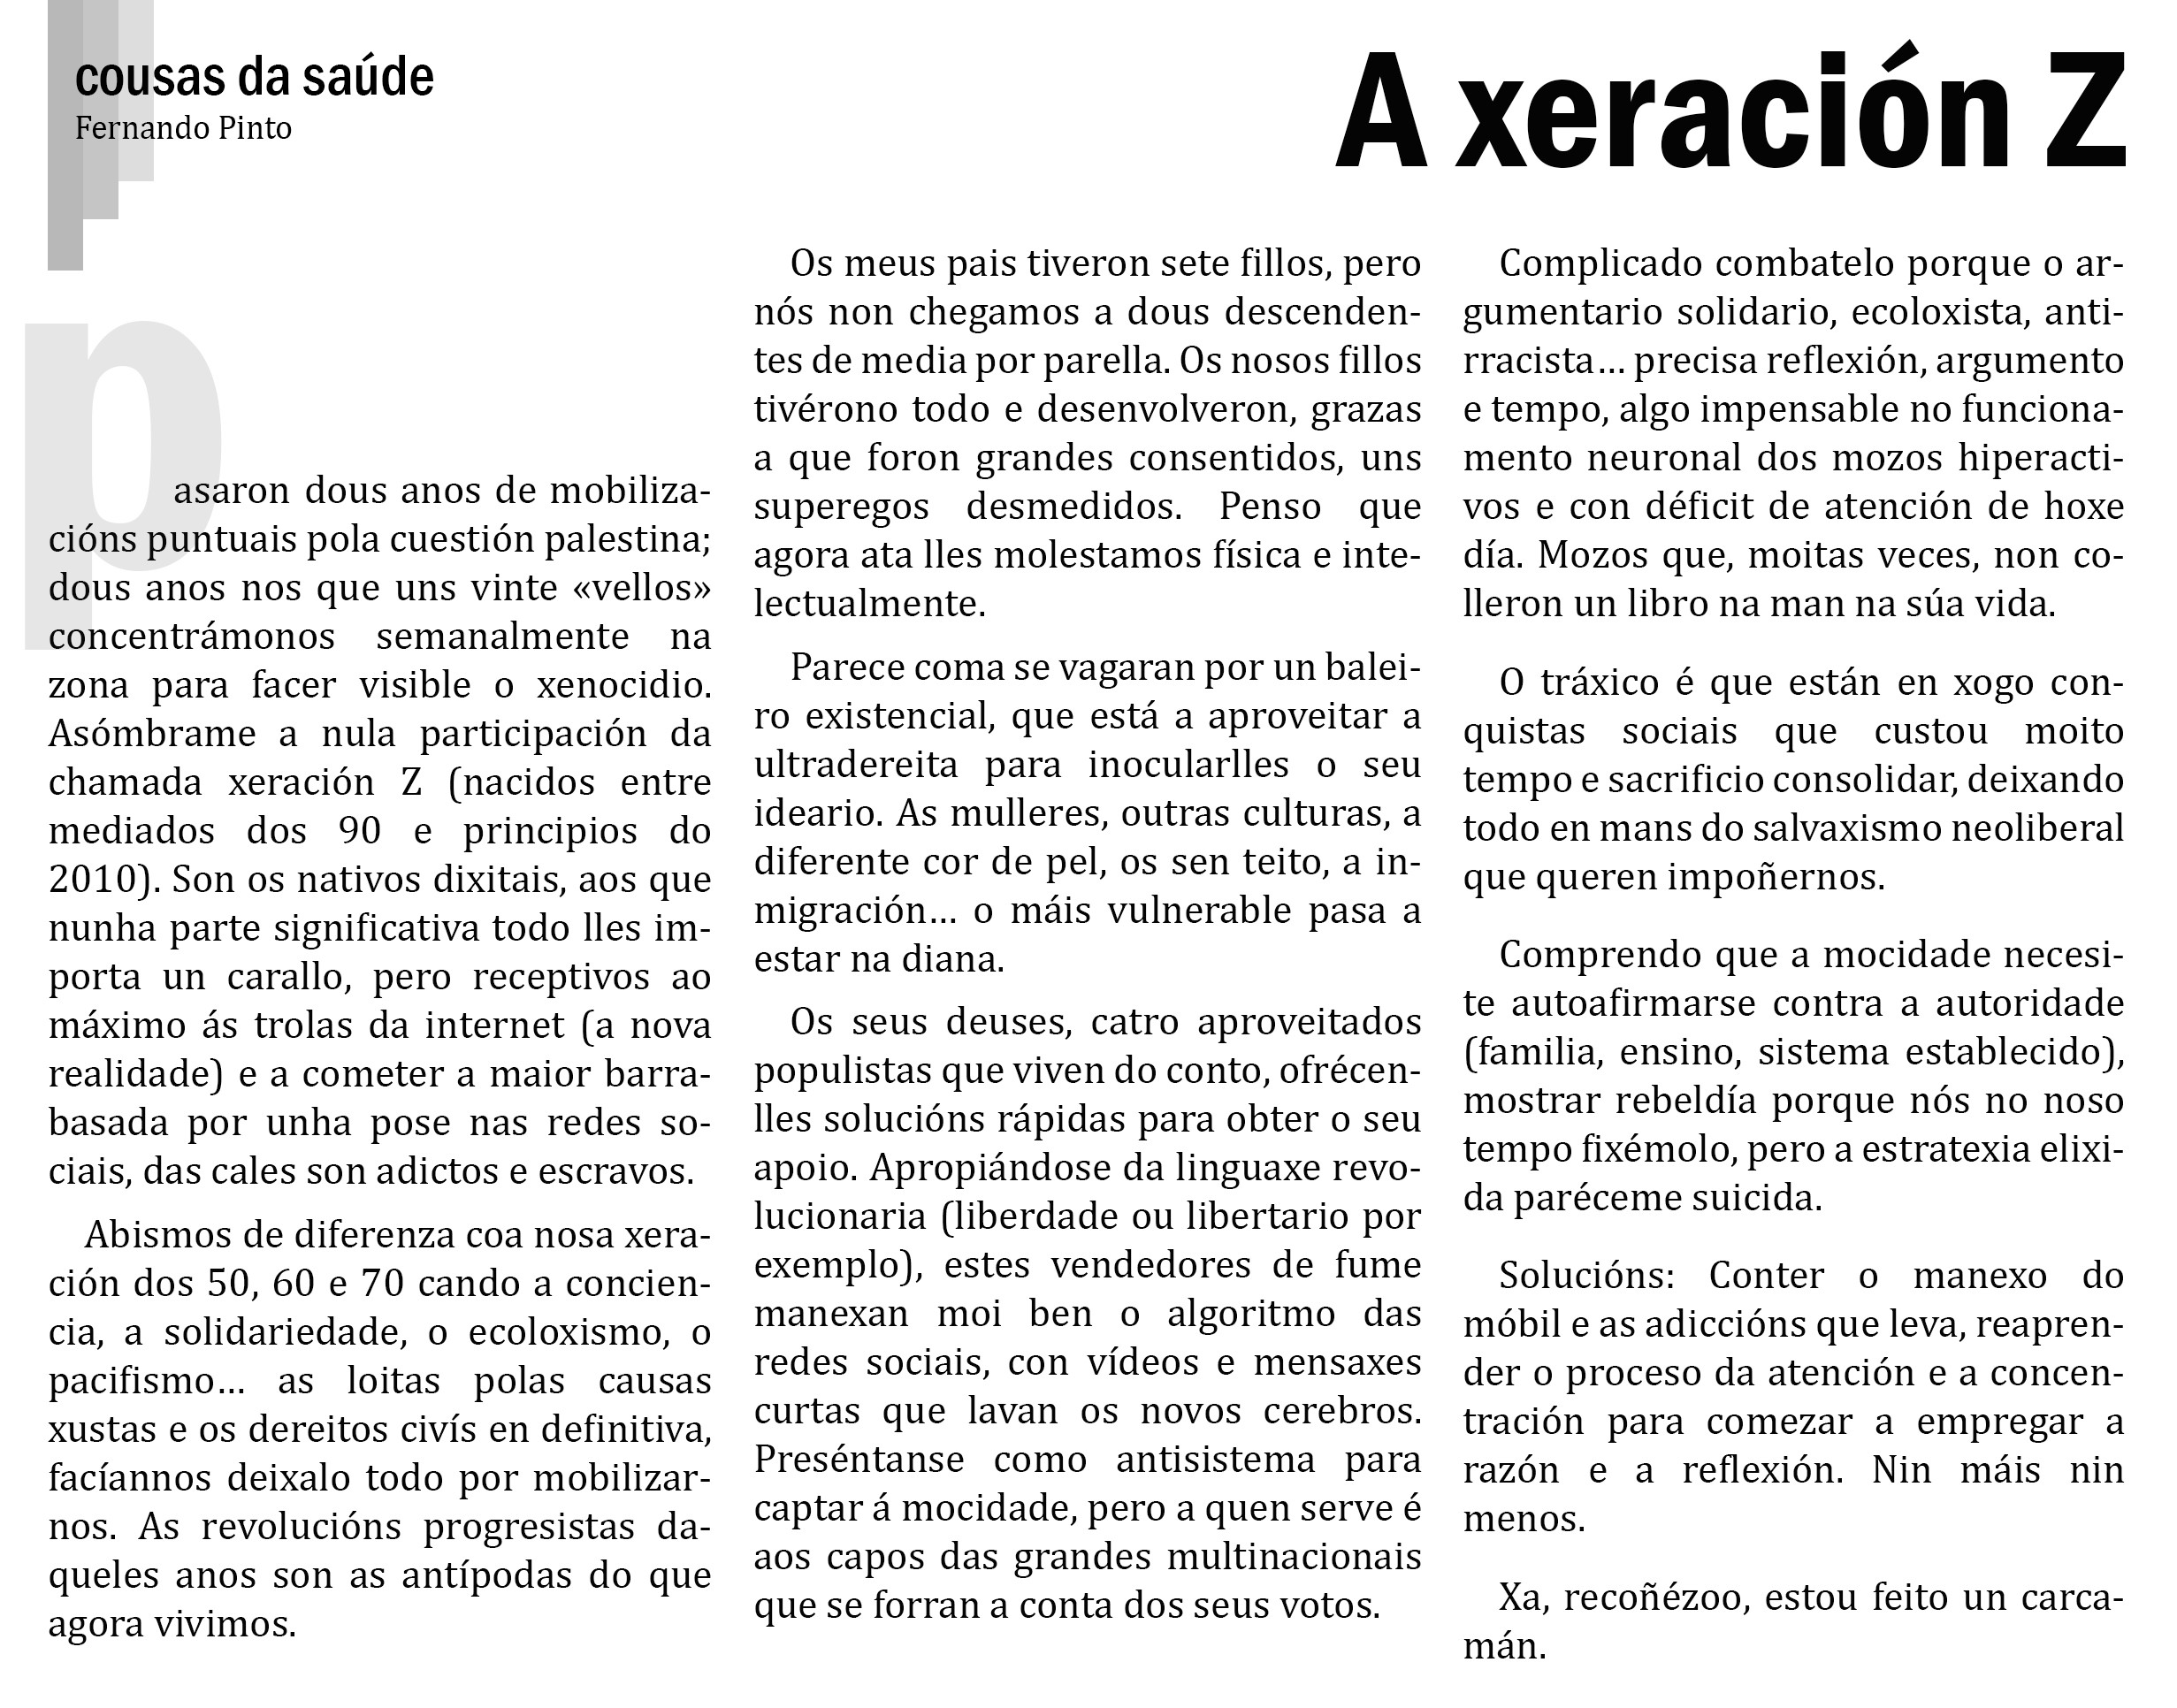 cousas da saúde
Fernando Pinto
A xeración Z
p
asaron dous anos de mobiliza-
cións puntuais pola cuestión palestina;
dous anos nos que uns vinte «vellos»
concentrámonos semanalmente na
zona para facer visible o xenocidio.
Asómbrame a nula participación da
chamada xeración Z (nacidos entre
mediados dos 90 e principios do
2010). Son os nativos dixitais, aos que
nunha parte significativa todo lles im-
porta un carallo, pero receptivos ao
máximo ás trolas da internet (a nova
realidade) e a cometer a maior barra-
basada por unha pose nas redes so-
ciais, das cales son adictos e escravos.
Abismos de diferenza coa nosa xera-
ción dos 50, 60 e 70 cando a concien-
cia, a solidariedade, o ecoloxismo, o
pacifismo… as loitas polas causas
xustas e os dereitos civís en definitiva,
facíannos deixalo todo por mobilizar-
nos. As revolucións progresistas da-
queles anos son as antípodas do que
agora vivimos.
Os meus pais tiveron sete fillos, pero
nós non chegamos a dous descenden-
tes de media por parella. Os nosos fillos
tivérono todo e desenvolveron, grazas
a que foron grandes consentidos, uns
superegos desmedidos. Penso que
agora ata lles molestamos física e inte-
lectualmente.
Parece coma se vagaran por un balei-
ro existencial, que está a aproveitar a
ultradereita para inocularlles o seu
ideario. As mulleres, outras culturas, a
diferente cor de pel, os sen teito, a in-
migración… o máis vulnerable pasa a
estar na diana.
Os seus deuses, catro aproveitados
populistas que viven do conto, ofrécen-
lles solucións rápidas para obter o seu
apoio. Apropiándose da linguaxe revo-
lucionaria (liberdade ou libertario por
exemplo), estes vendedores de fume
manexan moi ben o algoritmo das
redes sociais, con vídeos e mensaxes
curtas que lavan os novos cerebros.
Preséntanse como antisistema para
captar á mocidade, pero a quen serve é
aos capos das grandes multinacionais
que se forran a conta dos seus votos.
Complicado combatelo porque o ar-
gumentario solidario, ecoloxista, anti-
rracista… precisa reflexión, argumento
e tempo, algo impensable no funciona-
mento neuronal dos mozos hiperacti-
vos e con déficit de atención de hoxe
día. Mozos que, moitas veces, non co-
lleron un libro na man na súa vida.
O tráxico é que están en xogo con-
quistas sociais que custou moito
tempo e sacrificio consolidar, deixando
todo en mans do salvaxismo neoliberal
que queren impoñernos.
Comprendo que a mocidade necesi-
te autoafirmarse contra a autoridade
(familia, ensino, sistema establecido),
mostrar rebeldía porque nós no noso
tempo fixémolo, pero a estratexia elixi-
da paréceme suicida.
Solucións: Conter o manexo do
móbil e as adiccións que leva, reapren-
der o proceso da atención e a concen-
tración para comezar a empregar a
razón e a reflexión. Nin máis nin
menos.
Xa, recoñézoo, estou feito un carca-
mán.